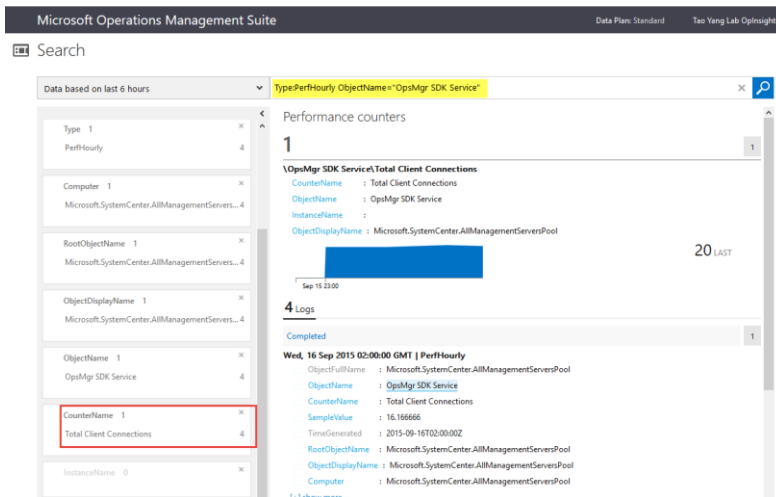 Microsoft Operations Management Suite
Data Plan: Standard
Tao Yang Lab OpInsight
Search
Data based on last 6 hours
Type:PerfHourly ObjectName="OpsMgr SDK Service"
Type 1
PerfHourly 4
Computer 1
Microsoft.SystemCenter.AllManagementServers... 4
RootObjectName 1
Microsoft.SystemCenter.AllManagementServers... 4
ObjectDisplayName 1
Microsoft.SystemCenter.AllManagementServers... 4
ObjectName 1
OpsMgr SDK Service 4
CounterName 1
Total Client Connections 4
InstanceName 0
Performance counters
1
1
\OpsMgr SDK Service\Total Client Connections
CounterName : Total Client Connections
ObjectName : OpsMgr SDK Service
InstanceName :
ObjectDisplayName : Microsoft.SystemCenter.AllManagementServersPool
20 LAST
Sep 15 23:00
4 Logs
Completed 1
Wed, 16 Sep 2015 02:00:00 GMT | PerfHourly
ObjectFullName : Microsoft.SystemCenter.AllManagementServersPool
ObjectName : OpsMgr SDK Service
CounterName : Total Client Connections
SampleValue : 16.166666
TimeGenerated : 2015-09-16T02:00:00Z
RootObjectName : Microsoft.SystemCenter.AllManagementServersPool
ObjectDisplayName : Microsoft.SystemCenter.AllManagementServersPool
Computer : Microsoft.SystemCenter.AllManagementServersPool
[+] show more